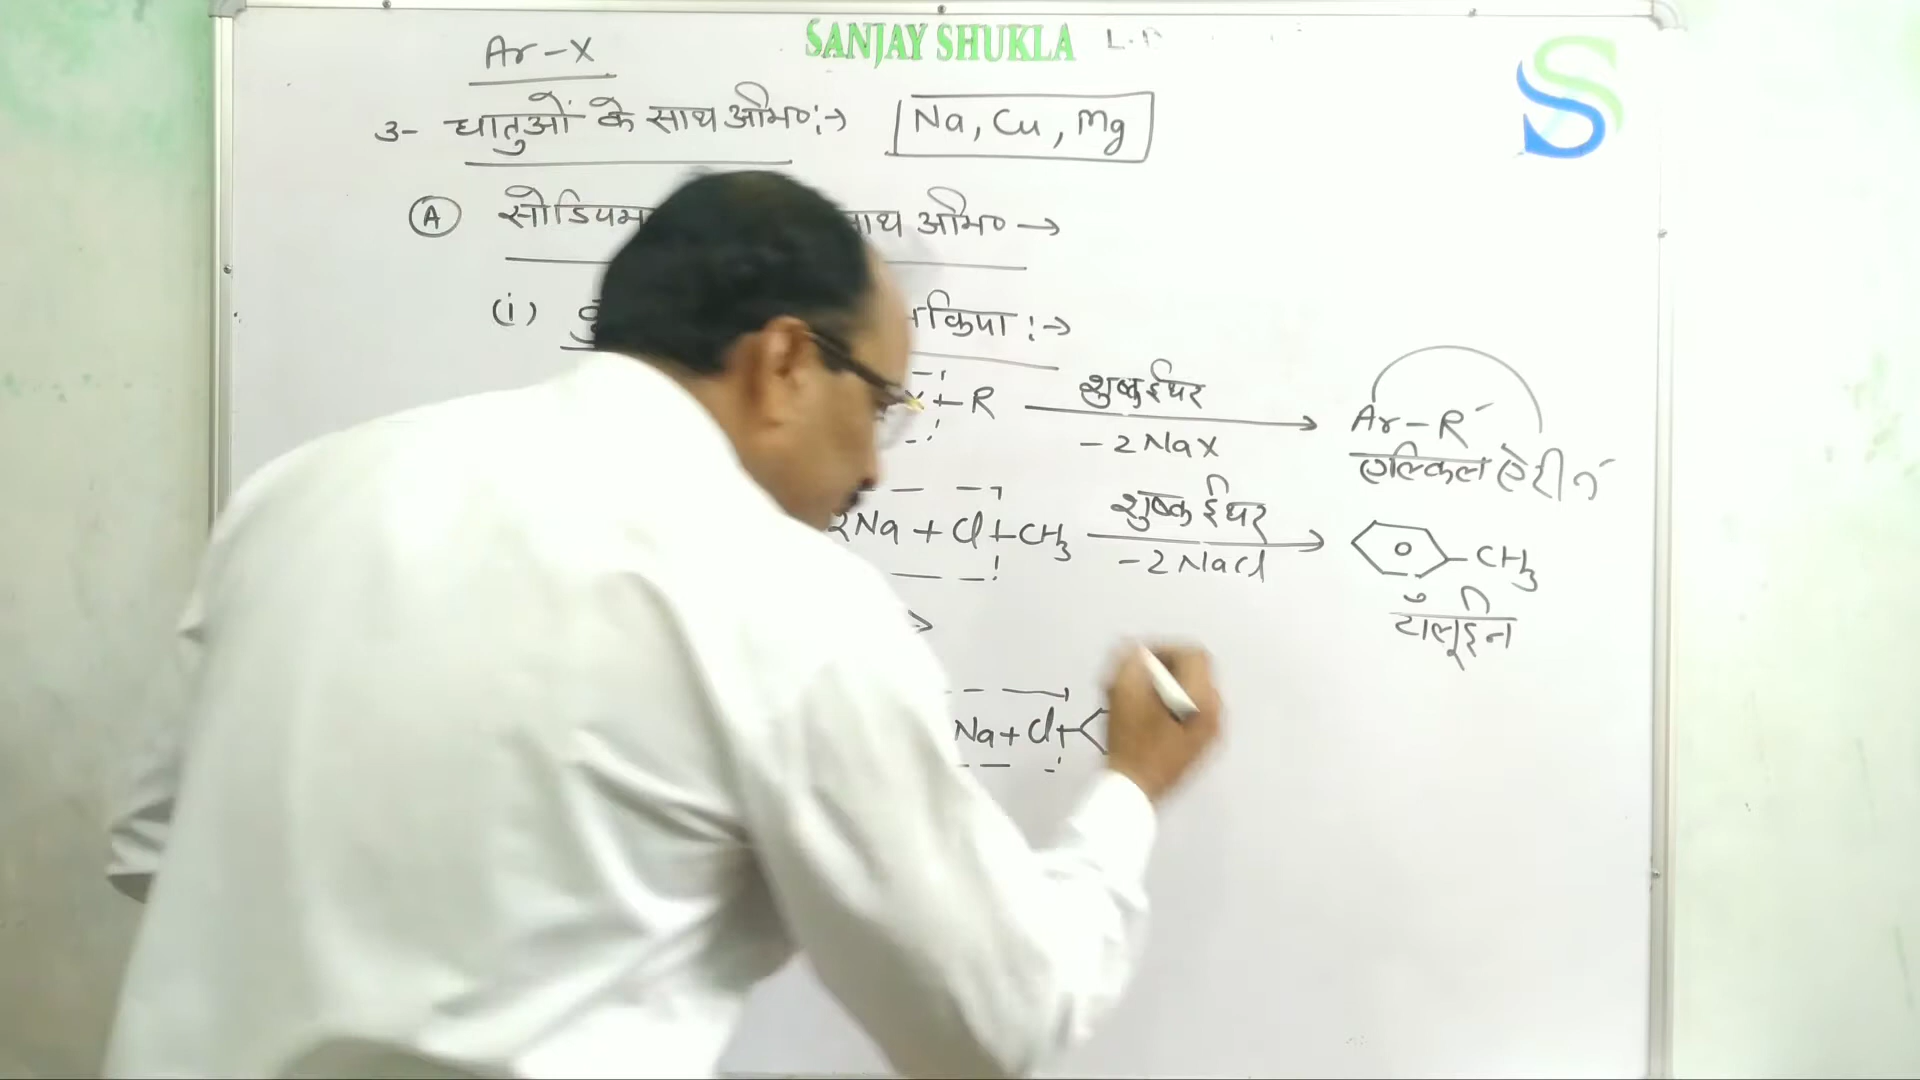 SANJAY SHUKLA
Ar-X
3- धातुओं के साथ अभि०:→ Na, Cu, Mg
A सोडियम साथ अभि० →
(i) क्रिया :→
R शुष्क ईथर -2NaX Ar-R
एल्किल ऐरीन
2Na + Cl CH3 शुष्क ईथर -2NaCl CH3
टॉलूईन
Na + Cl